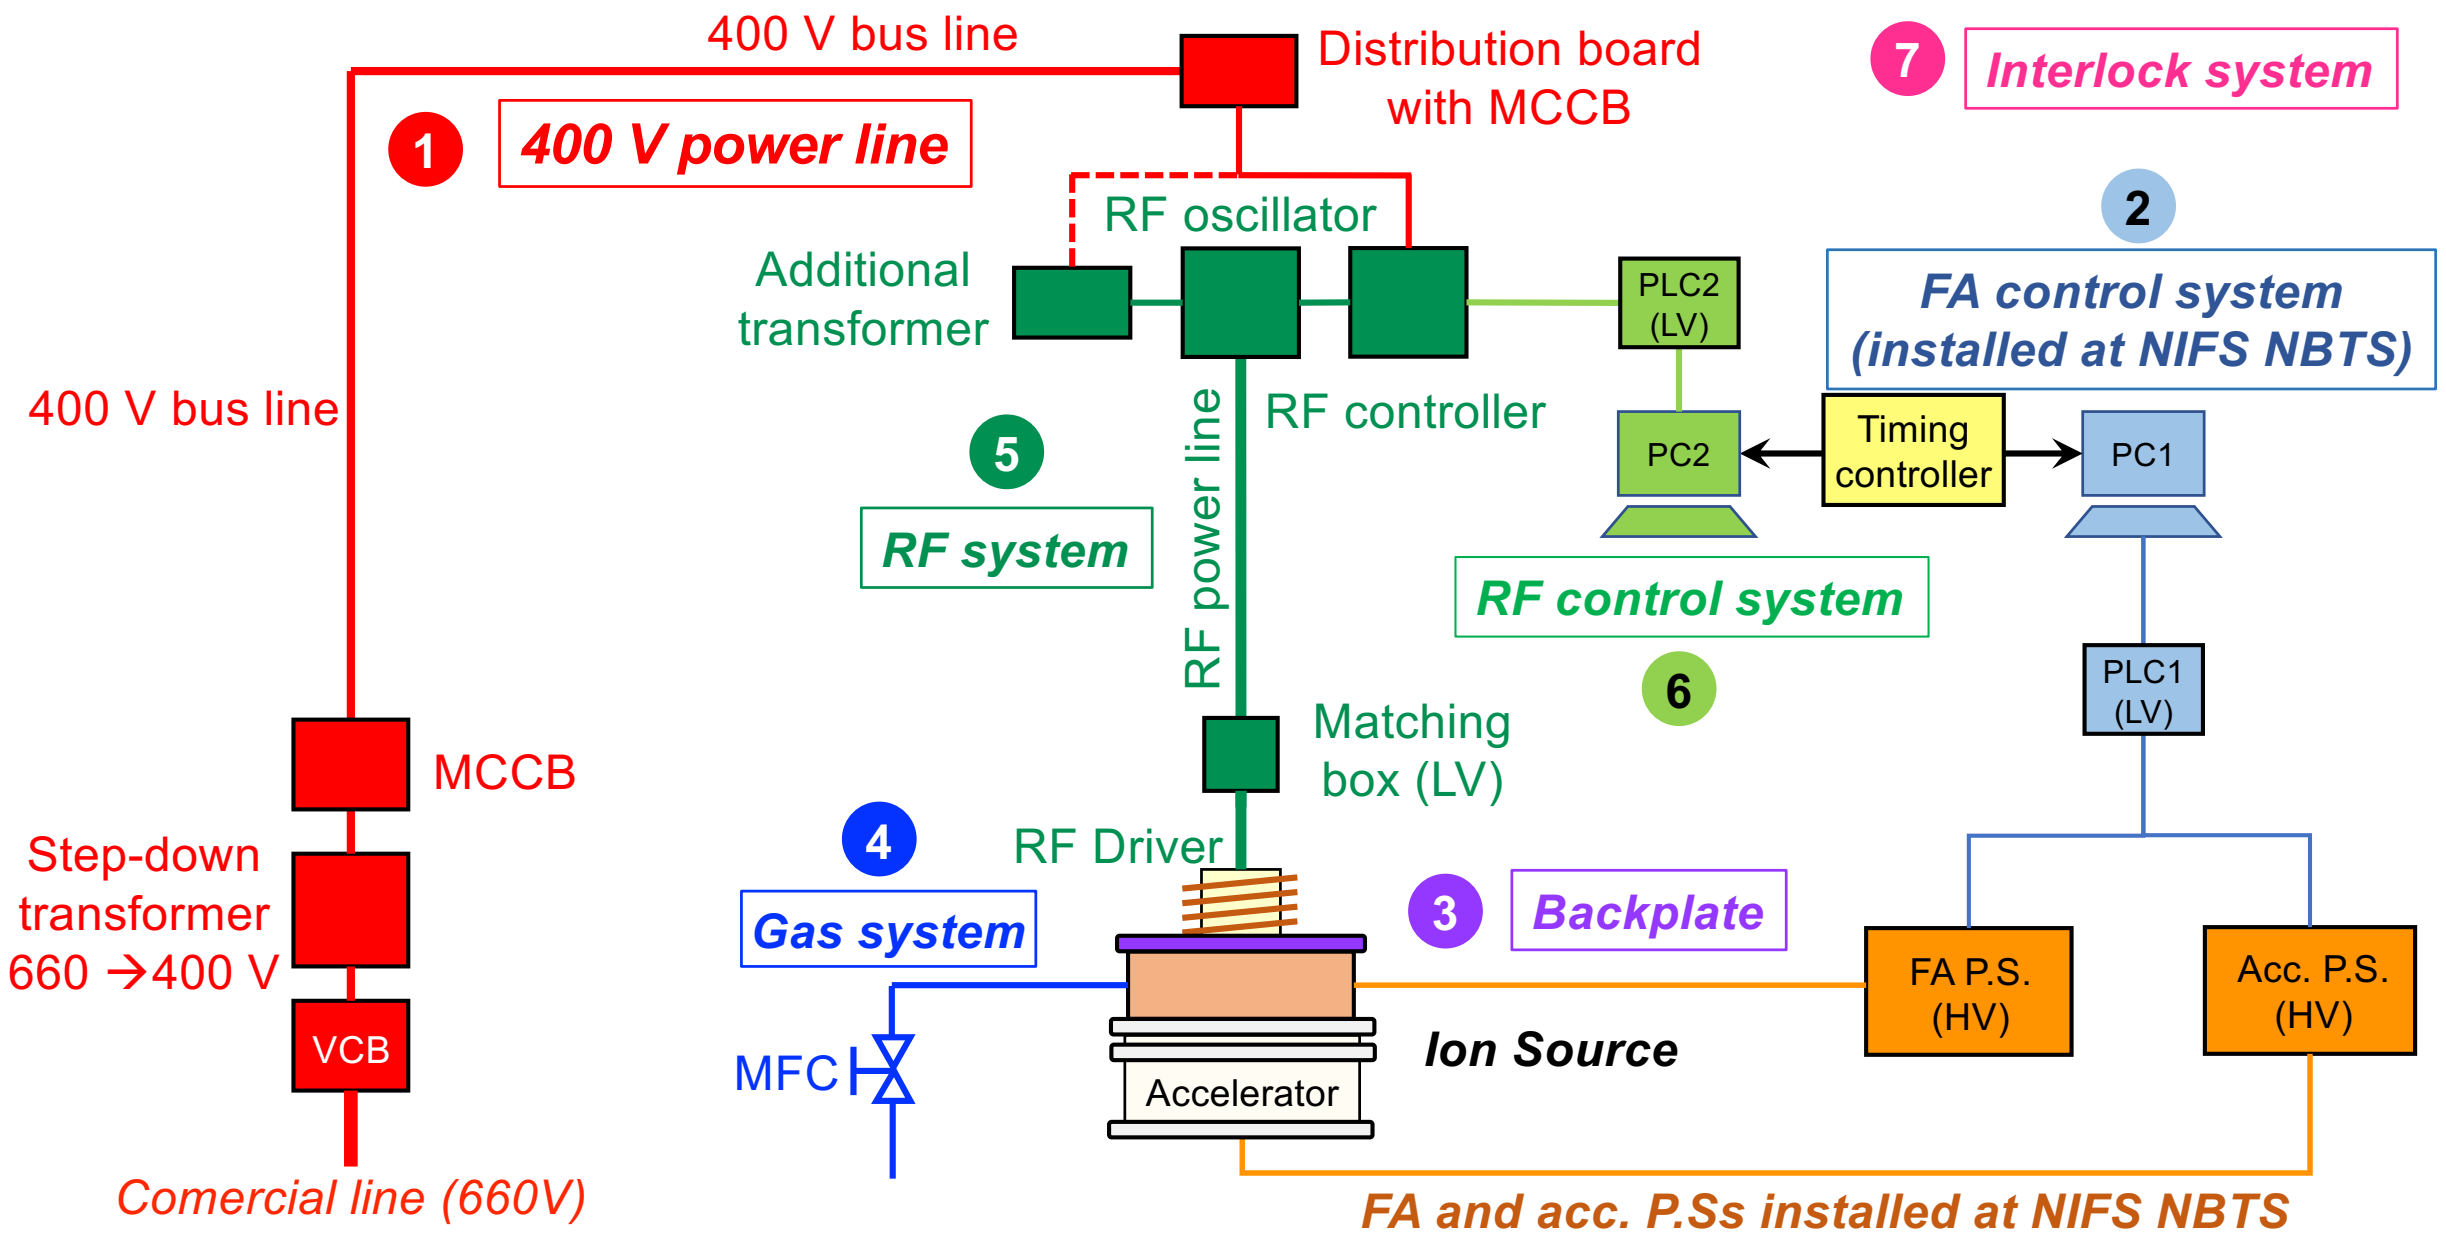 400 V bus line
Distribution board
with MCCB
7
Interlock system
1
400 V power line
2
RF oscillator
Additional
transformer
PLC2
(LV)
FA control system
(installed at NIFS NBTS)
400 V bus line
RF power line
RF controller
5
PC2
Timing
controller
PC1
RF system
RF control system
6
PLC1
(LV)
MCCB
Matching
box (LV)
Step-down
transformer
660 →400 V
4
RF Driver
Gas system
3
Backplate
VCB
MFC
FA P.S.
(HV)
Acc. P.S.
(HV)
Ion Source
Accelerator
Comercial line (660V)
FA and acc. P.Ss installed at NIFS NBTS